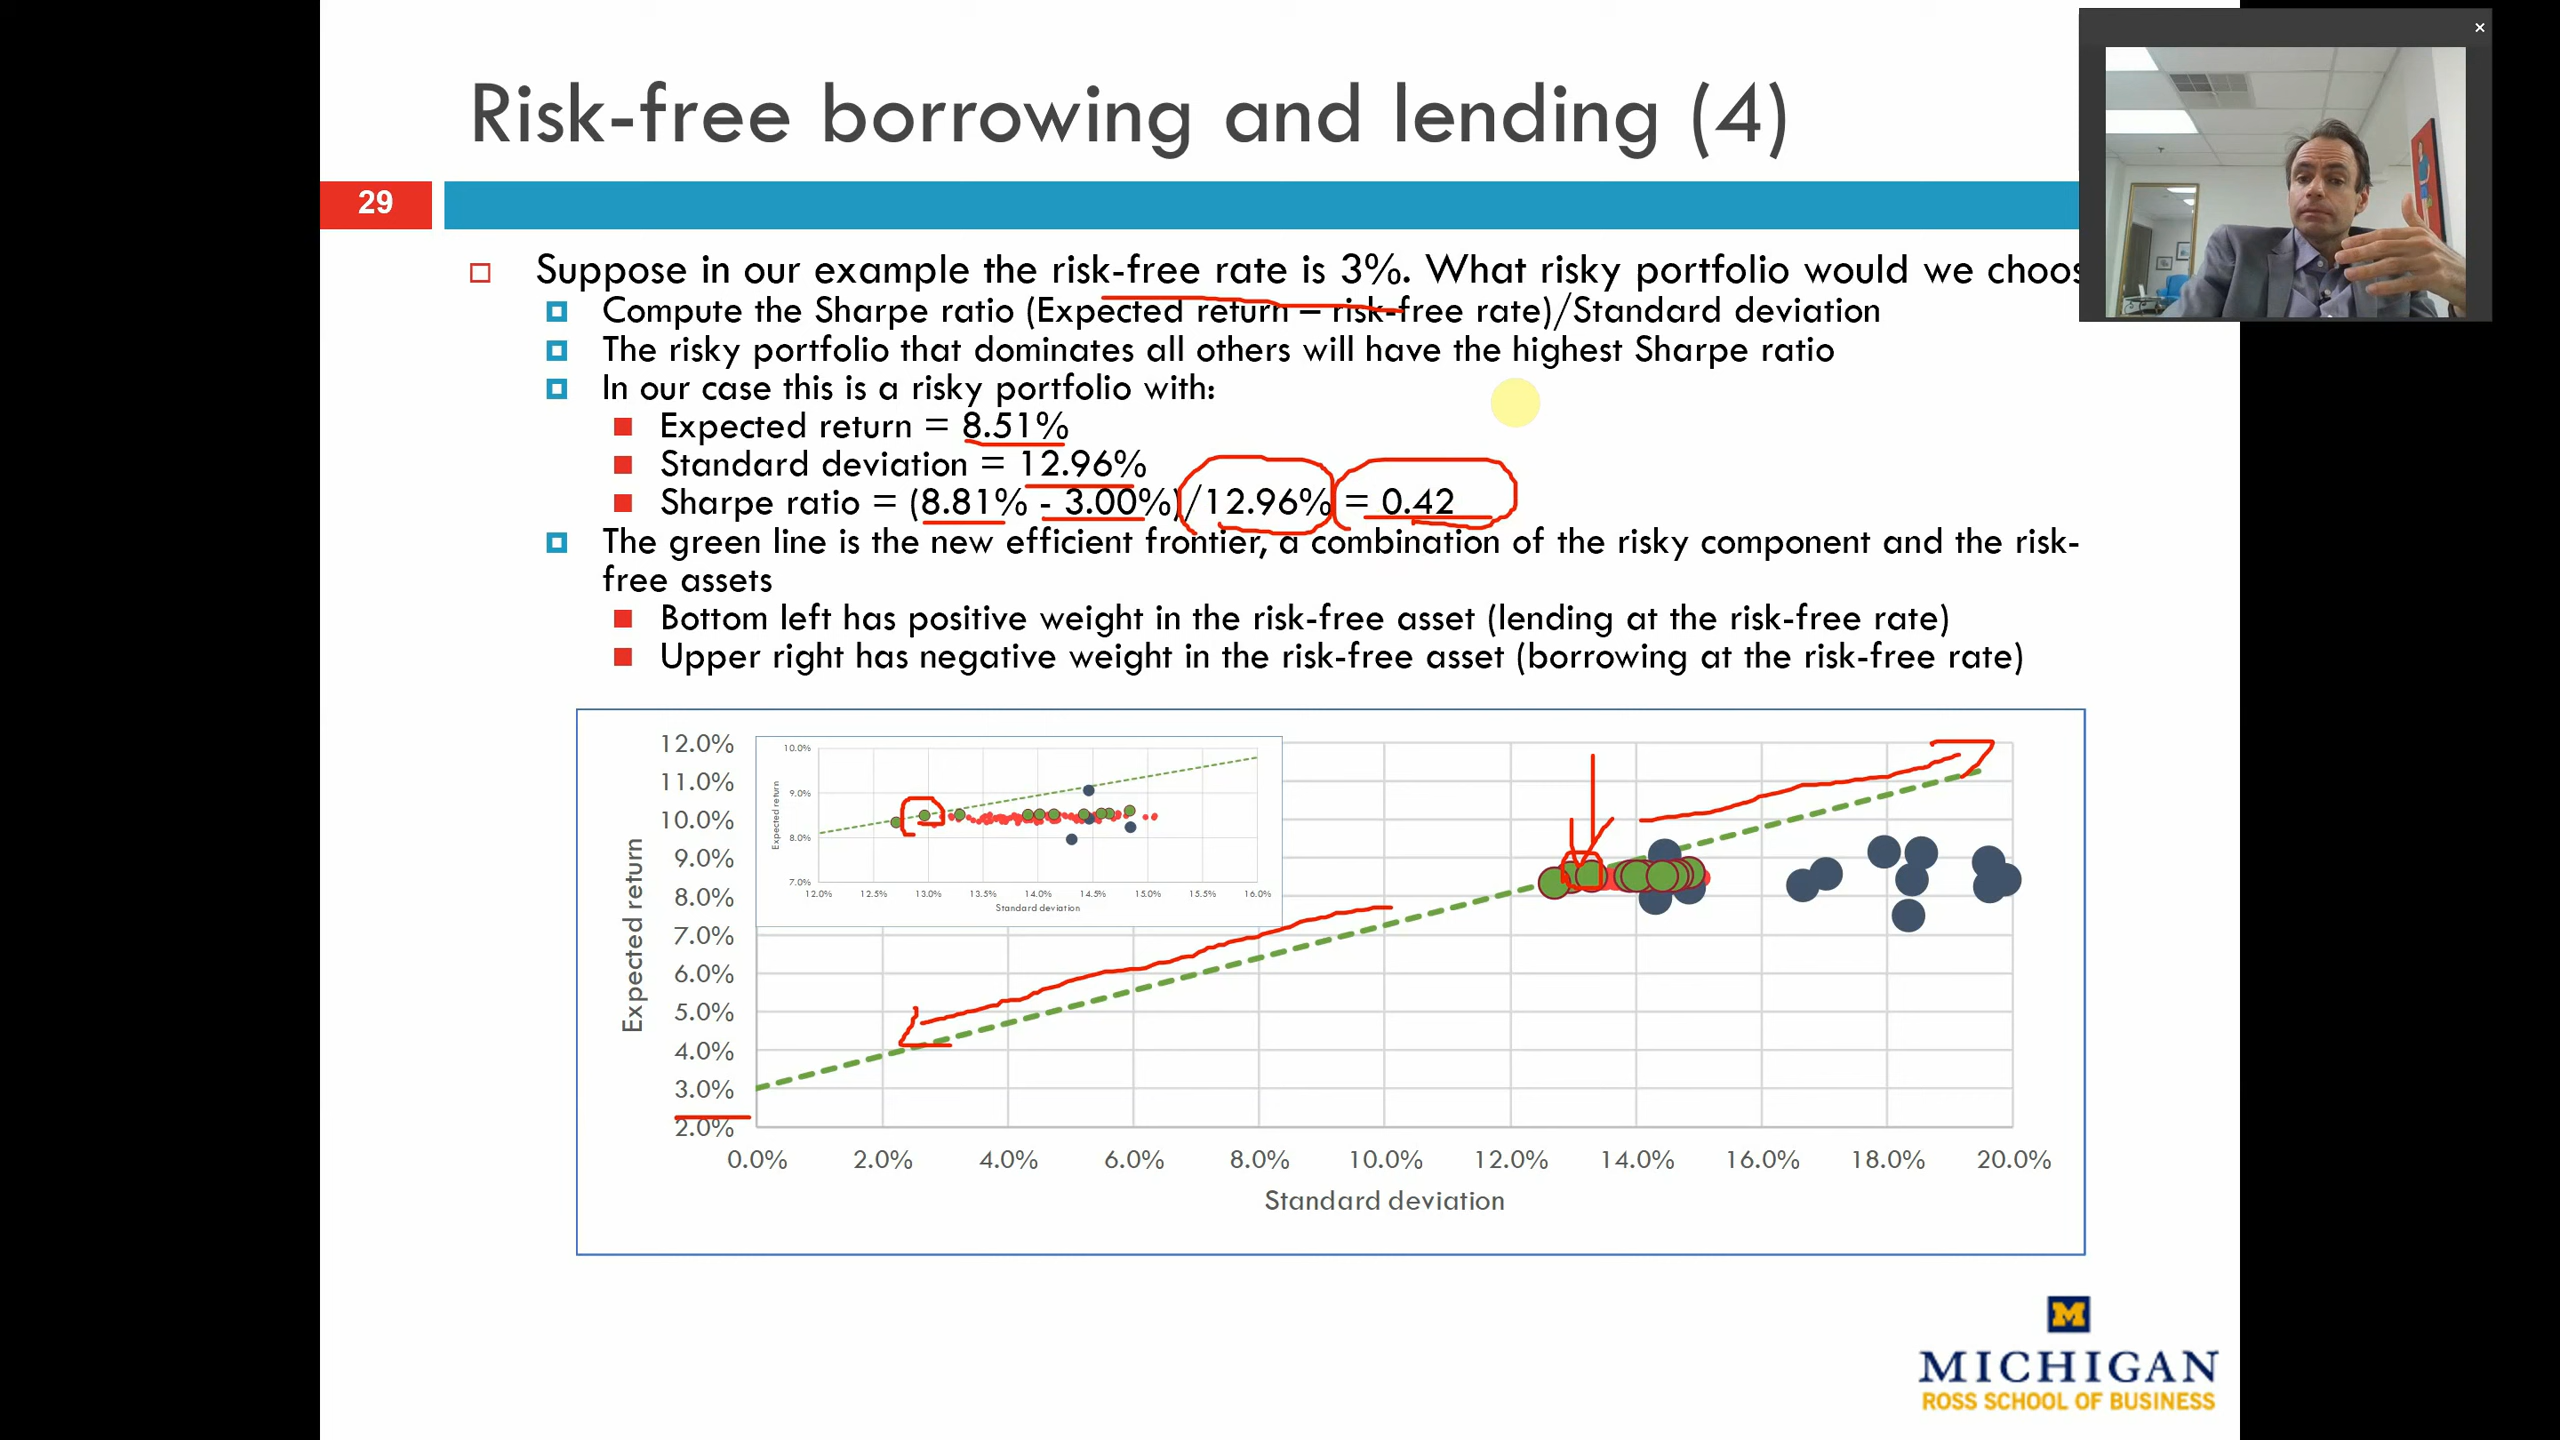 Risk-free borrowing and lending (4)
29
Suppose in our example the risk-free rate is 3%. What risky portfolio would we choos
Compute the Sharpe ratio (Expected return – risk-free rate)/Standard deviation
The risky portfolio that dominates all others will have the highest Sharpe ratio
In our case this is a risky portfolio with:
Expected return = 8.51%
Standard deviation = 12.96%
Sharpe ratio = (8.81% - 3.00%)/12.96% = 0.42
The green line is the new efficient frontier, a combination of the risky component and the risk-
free assets
Bottom left has positive weight in the risk-free asset (lending at the risk-free rate)
Upper right has negative weight in the risk-free asset (borrowing at the risk-free rate)
Expected return
12.0%
11.0%
10.0%
9.0%
8.0%
7.0%
6.0%
5.0%
4.0%
3.0%
2.0%
Expected return
10.0%
9.0%
8.0%
7.0%
12.0% 12.5% 13.0% 13.5% 14.0% 14.5% 15.0% 15.5% 16.0%
Standard deviation
0.0% 2.0% 4.0% 6.0% 8.0% 10.0% 12.0% 14.0% 16.0% 18.0% 20.0%
Standard deviation
M
MICHIGAN
ROSS SCHOOL OF BUSINESS